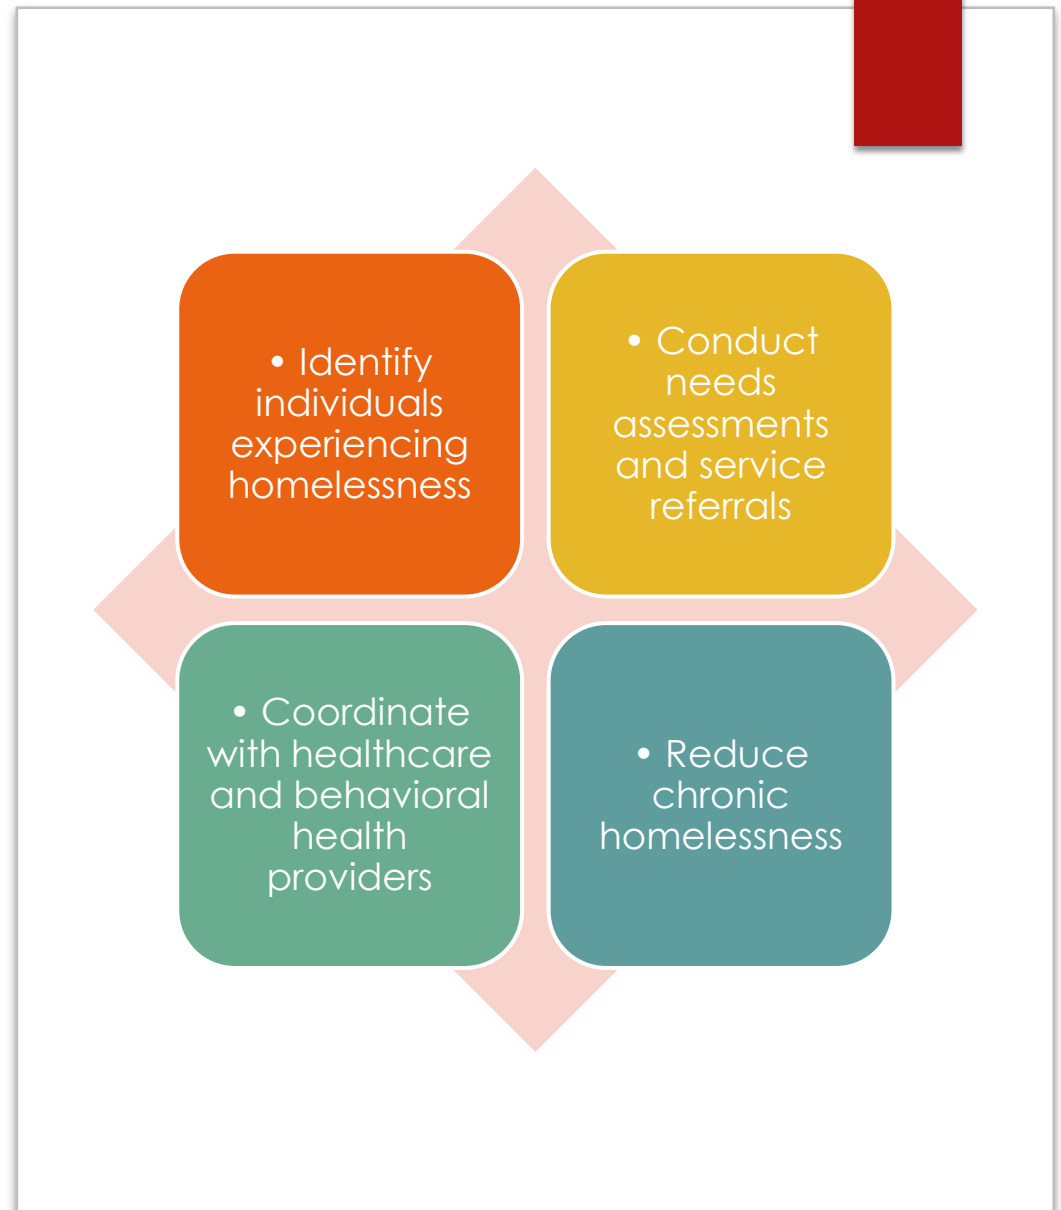 • Identify
individuals
experiencing
homelessness
• Conduct
needs
assessments
and service
referrals
• Coordinate
with healthcare
and behavioral
health
providers
• Reduce
chronic
homelessness